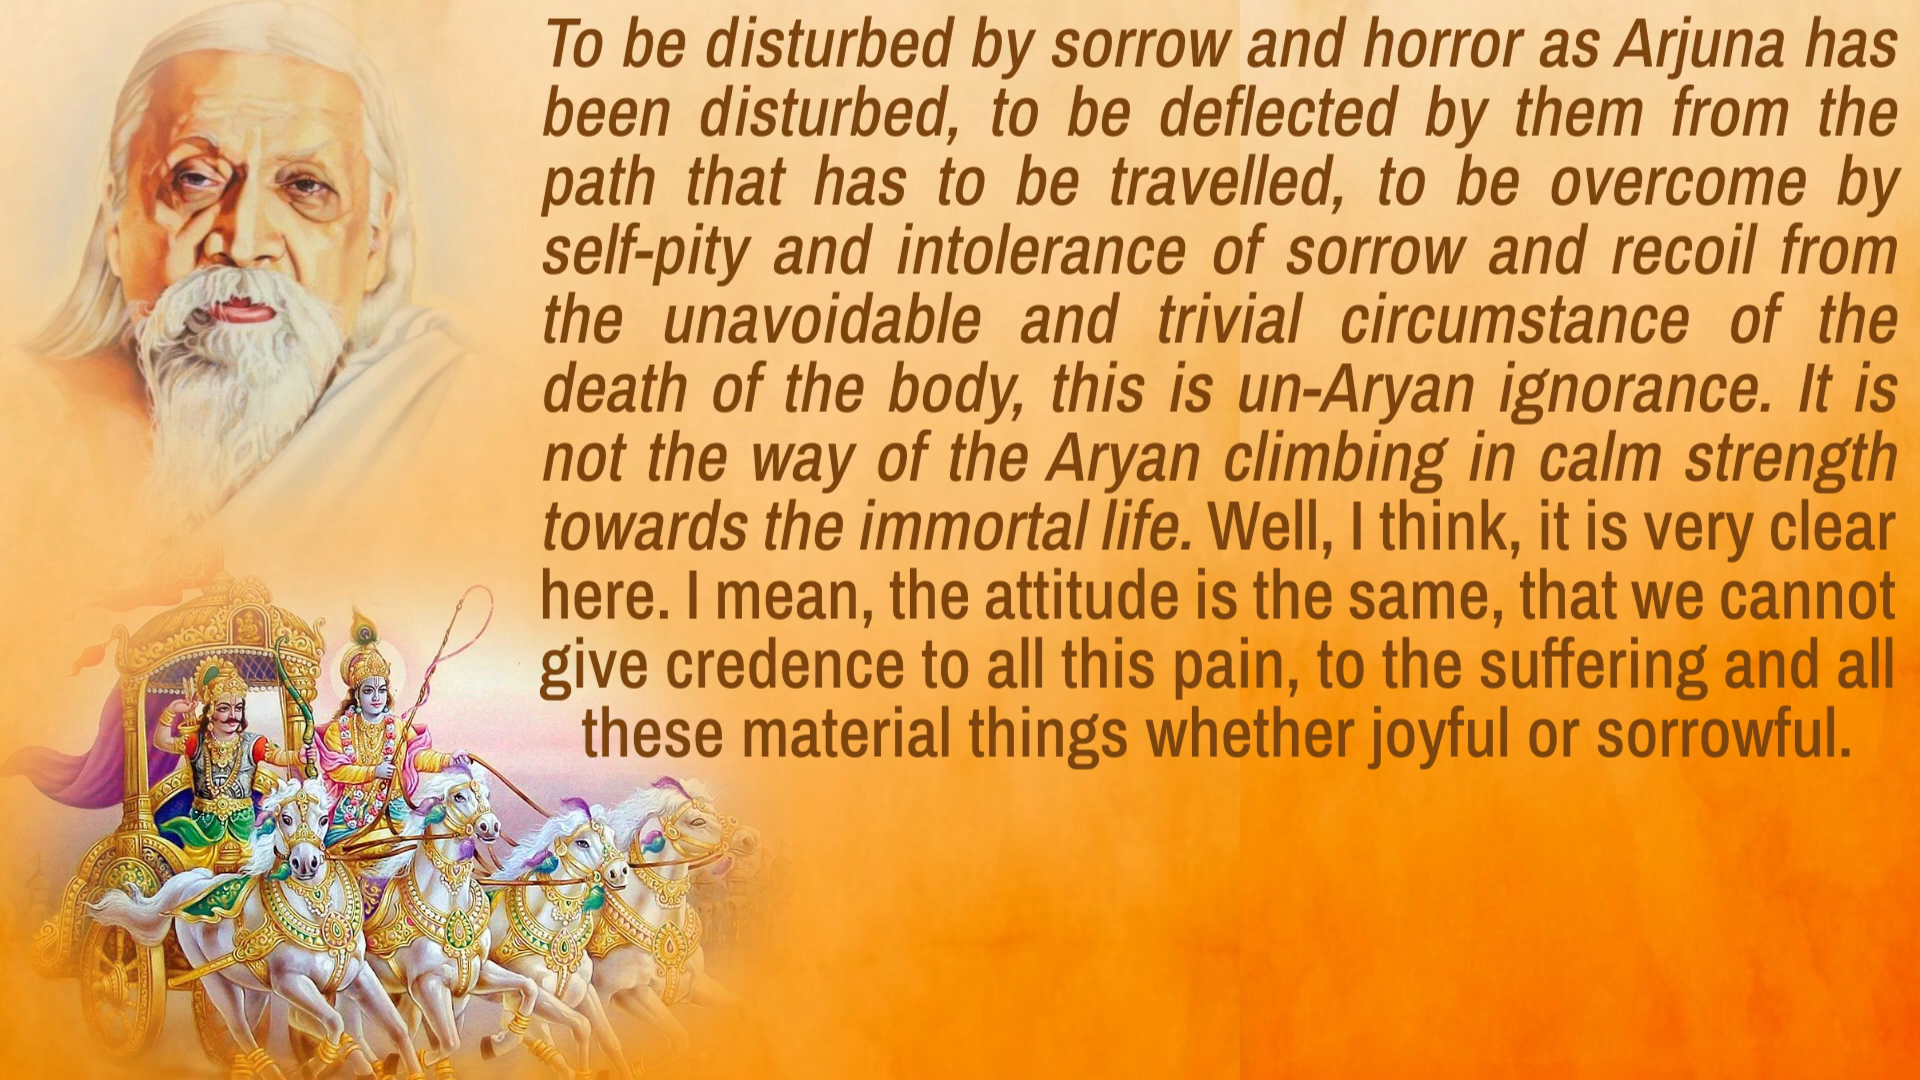 To be disturbed by sorrow and horror as Arjuna has
been disturbed, to be deflected by them from the
path that has to be travelled, to be overcome by
self-pity and intolerance of sorrow and recoil from
the unavoidable and trivial circumstance of the
death of the body, this is un-Aryan ignorance. It is
not the way of the Aryan climbing in calm strength
towards the immortal life. Well, I think, it is very clear
here. I mean, the attitude is the same, that we cannot
give credence to all this pain, to the suffering and all
these material things whether joyful or sorrowful.